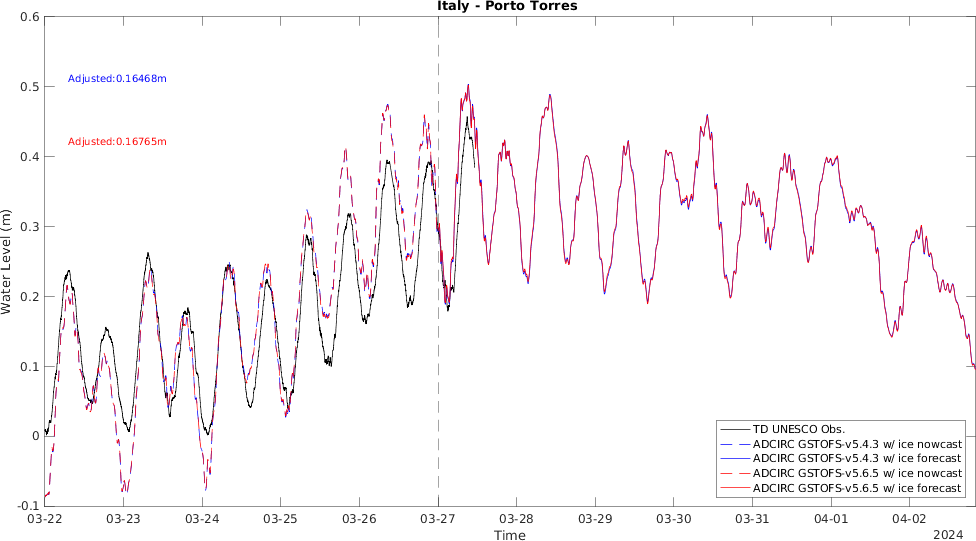 Italy - Porto Torres
0.6
0.5
0.4
0.3
0.2
0.1
0
-0.1
Water Level (m)
Adjusted:0.16468m
Adjusted:0.16765m
TD UNESCO Obs.
ADCIRC GSTOFS-v5.4.3 w/ ice nowcast
ADCIRC GSTOFS-v5.4.3 w/ ice forecast
ADCIRC GSTOFS-v5.6.5 w/ ice nowcast
ADCIRC GSTOFS-v5.6.5 w/ ice forecast
03-22 03-23 03-24 03-25 03-26 03-27 03-28 03-29 03-30 03-31 04-01 04-02
Time
2024